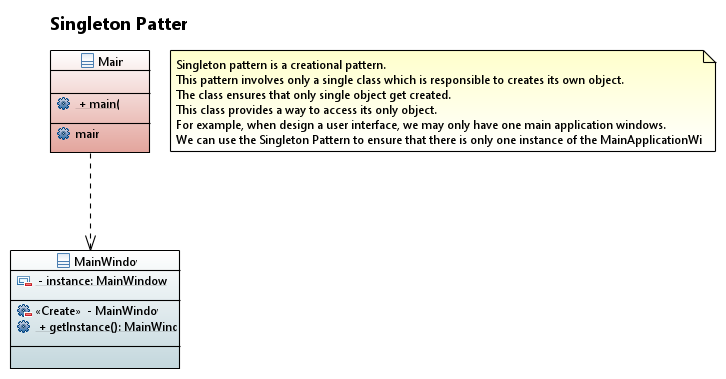 Singleton Patter
Main
+ main(
main
Singleton pattern is a creational pattern.
This pattern involves only a single class which is responsible to creates its own object.
The class ensures that only single object get created.
This class provides a way to access its only object.
For example, when design a user interface, we may only have one main application windows.
We can use the Singleton Pattern to ensure that there is only one instance of the MainApplicationWi
MainWindo
- instance: MainWindow
«Create» - MainWindo
+ getInstance(): MainWinc